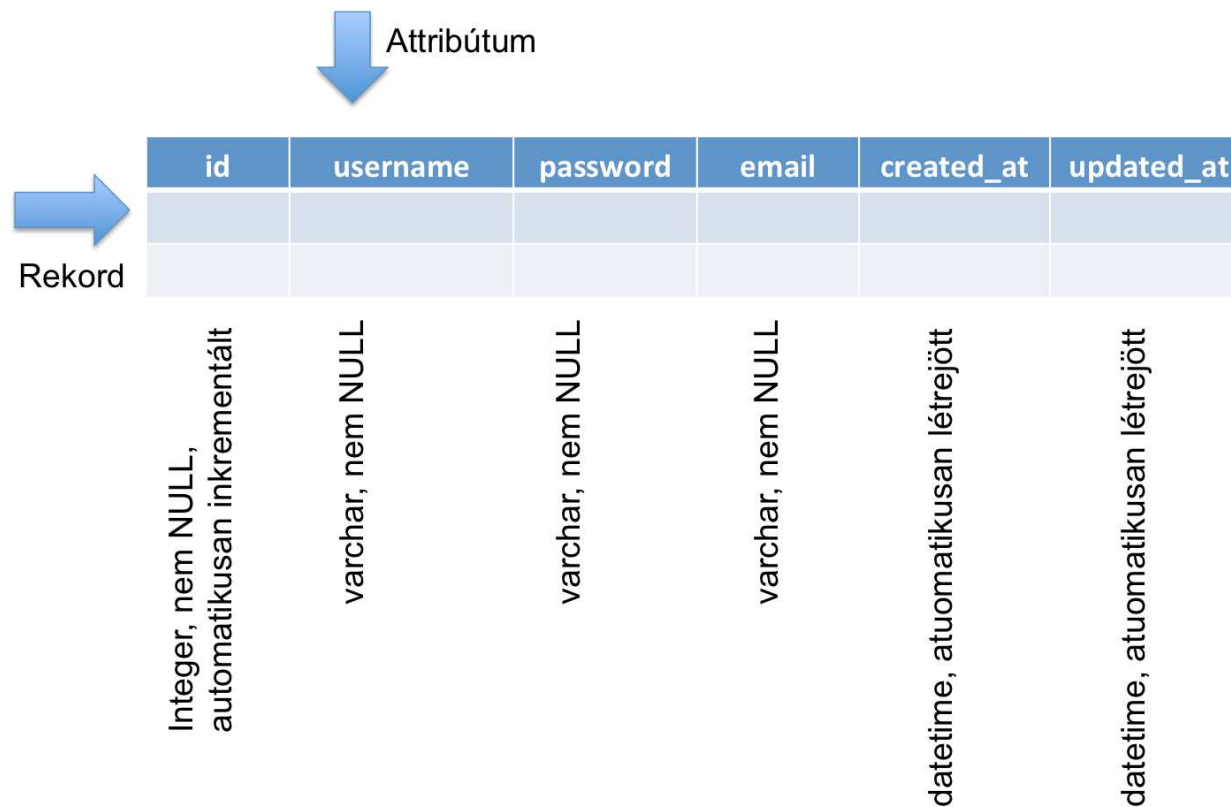 Attribútum
id username password email created_at updated_at
Rekord
Integer, nem NULL,
automatikusan inkrementált
varchar, nem NULL
varchar, nem NULL
varchar, nem NULL
datetime, atuomatikusan létrejött
datetime, atuomatikusan létrejött